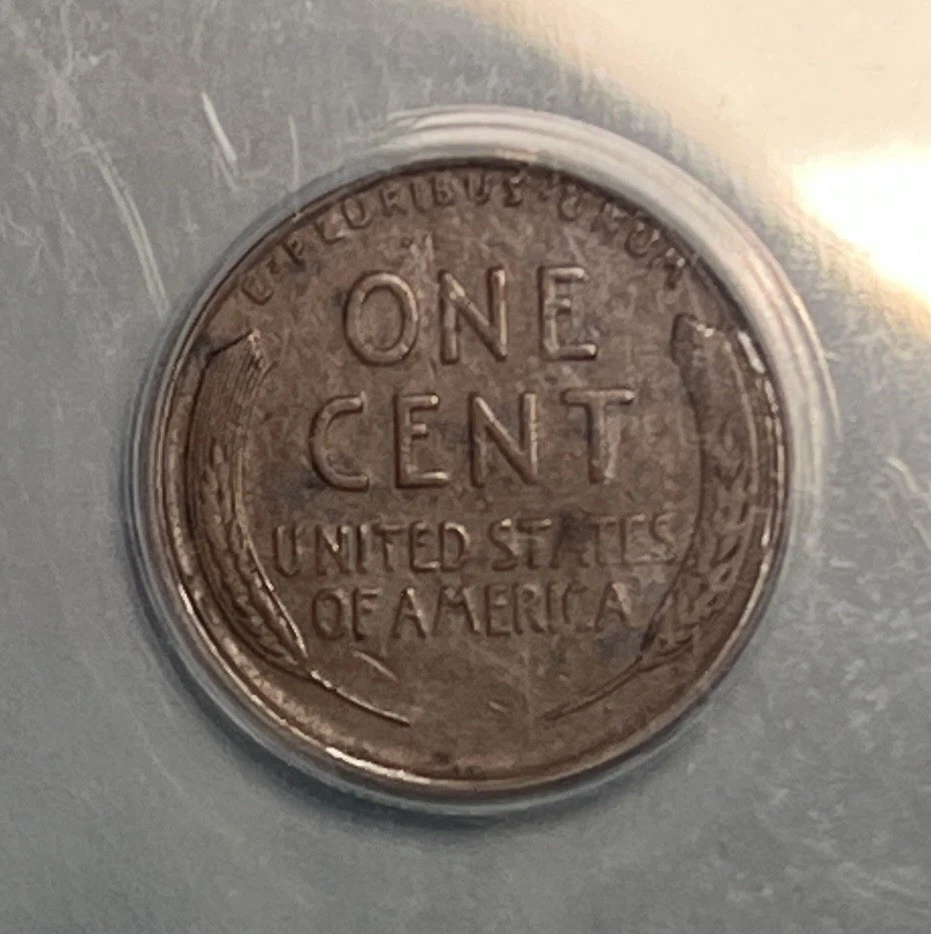 E·PLURIBUS·UNUM
ONE
CENT
UNITED STATES
OF AMERICA